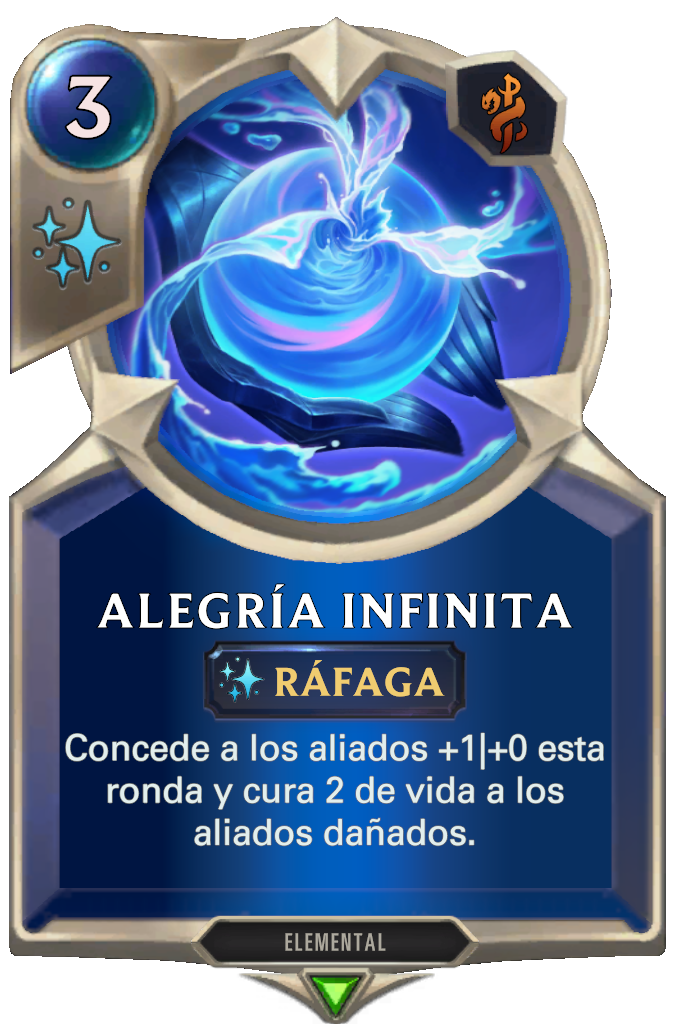 3
ALEGRÍA INFINITA
RÁFAGA
Concede a los aliados +1|+0 esta
ronda y cura 2 de vida a los
aliados dañados.
ELEMENTAL